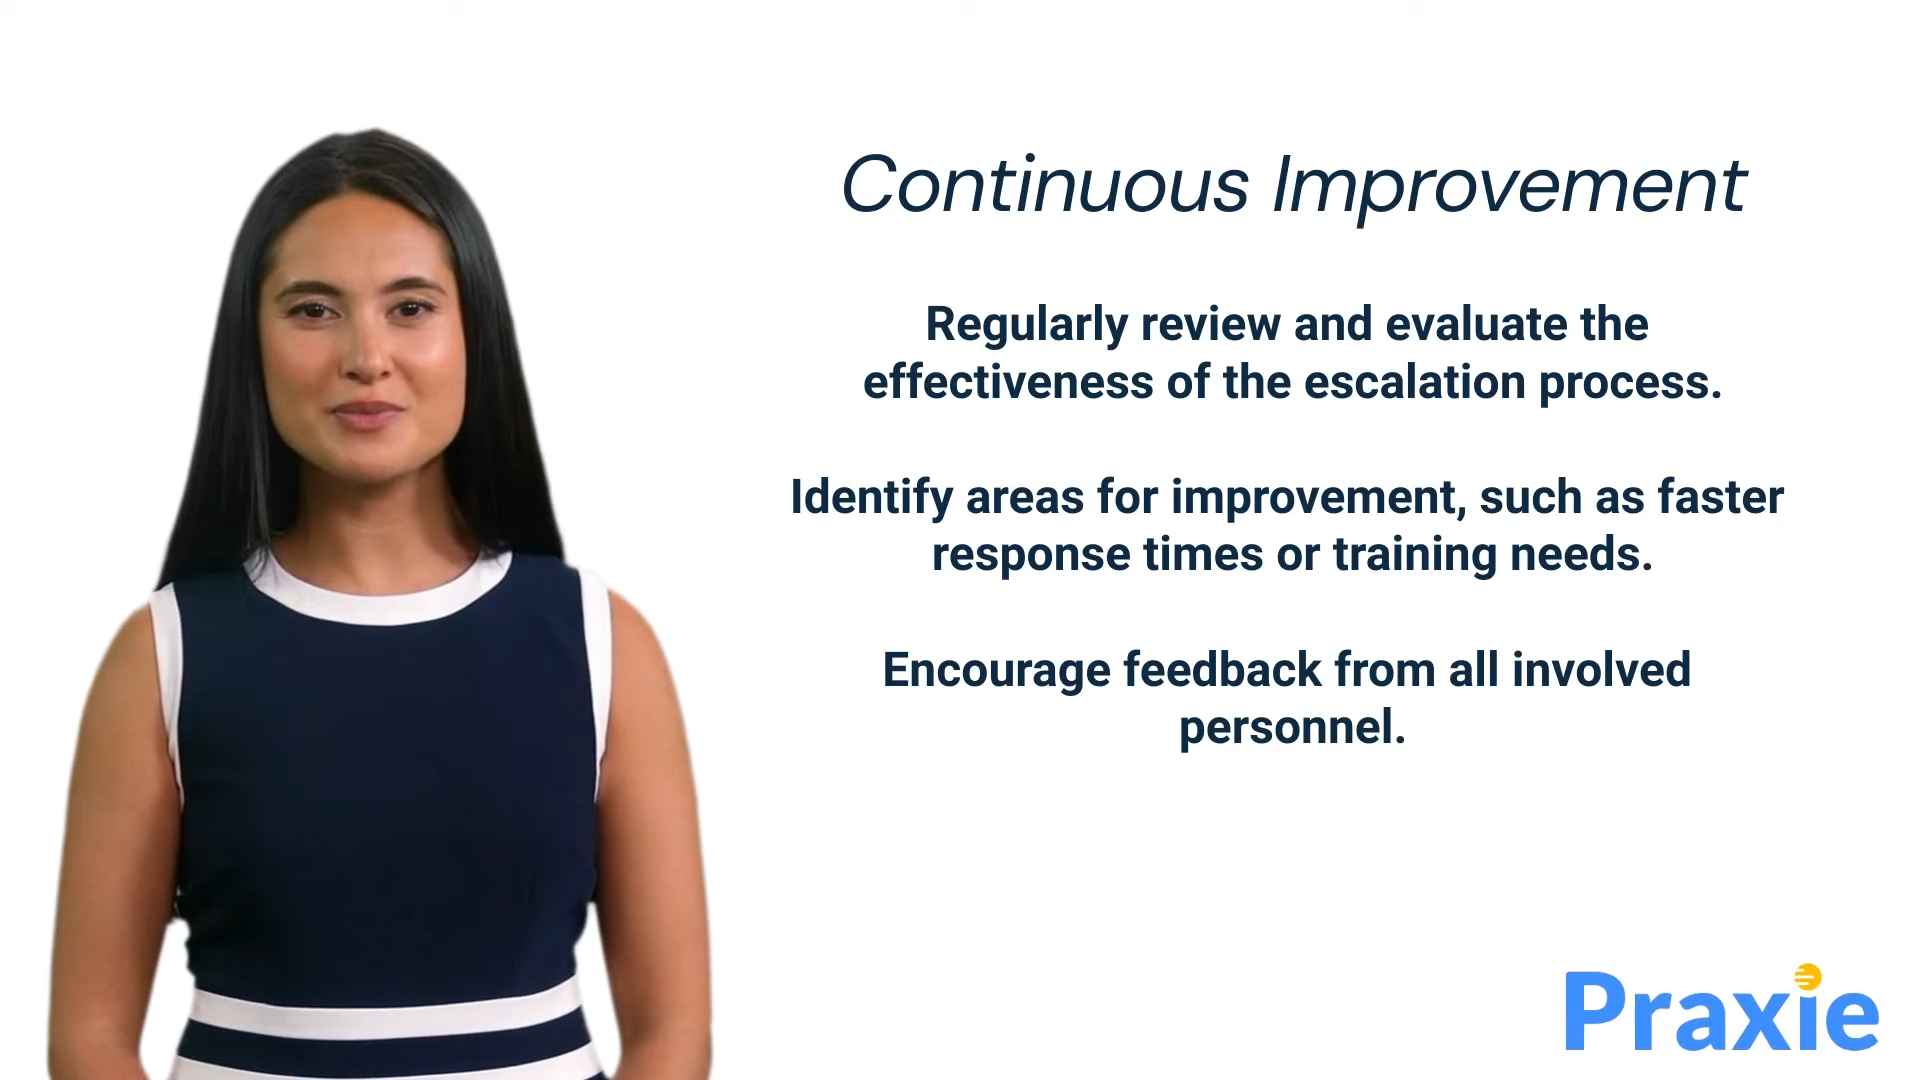 Continuous Improvement
Regularly review and evaluate the
effectiveness of the escalation process.
Identify areas for improvement, such as faster
response times or training needs.
Encourage feedback from all involved
personnel.
Praxie